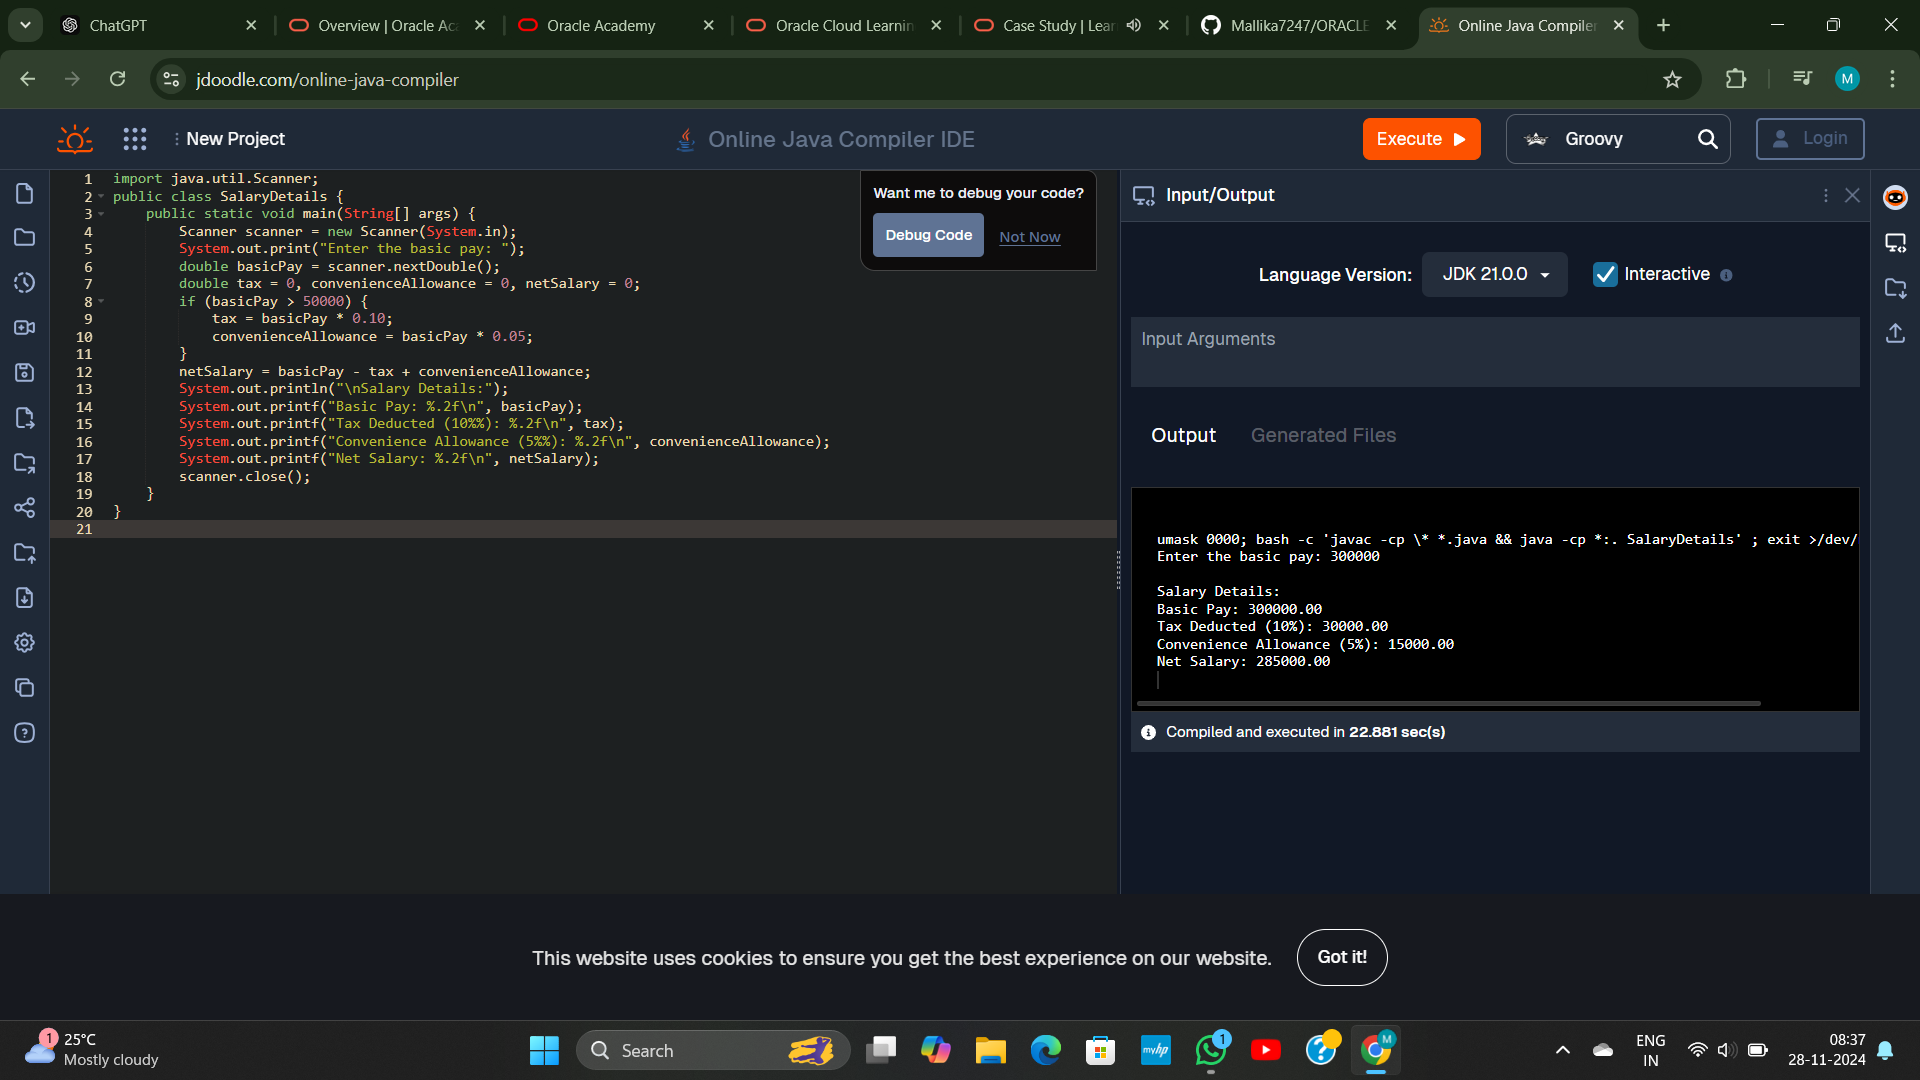 ChatGPT
Overview | Oracle Ac
Oracle Academy
Oracle Cloud Learnin
Case Study | Lear
Mallika7247/ORACLE
Online Java Compiler
jdoodle.com/online-java-compiler
M
New Project
Online Java Compiler IDE
Execute
Groovy
Login
1 import java.util.Scanner;
2 public class SalaryDetails {
3 public static void main(String[] args) {
4 Scanner scanner = new Scanner(System.in);
5 System.out.print("Enter the basic pay: ");
6 double basicPay = scanner.nextDouble();
7 double tax = 0, convenienceAllowance = 0, netSalary = 0;
8 if (basicPay > 50000) {
9 tax = basicPay * 0.10;
10 convenienceAllowance = basicPay * 0.05;
11 }
12 netSalary = basicPay - tax + convenienceAllowance;
13 System.out.println("\nSalary Details:");
14 System.out.printf("Basic Pay: %.2f\n", basicPay);
15 System.out.printf("Tax Deducted (10%%): %.2f\n", tax);
16 System.out.printf("Convenience Allowance (5%%): %.2f\n", convenienceAllowance);
17 System.out.printf("Net Salary: %.2f\n", netSalary);
18 scanner.close();
19 }
20 }
21
Want me to debug your code?
Debug Code
Not Now
Input/Output
Language Version:
JDK 21.0.0
Interactive
Input Arguments
Output
Generated Files
umask 0000; bash -c 'javac -cp \* *.java && java -cp *:. SalaryDetails' ; exit >/dev/
Enter the basic pay: 300000
Salary Details:
Basic Pay: 300000.00
Tax Deducted (10%): 30000.00
Convenience Allowance (5%): 15000.00
Net Salary: 285000.00
Compiled and executed in 22.881 sec(s)
This website uses cookies to ensure you get the best experience on our website.
Got it!
1
25°C
Mostly cloudy
Search
myhp
1
M
ENG
IN
08:37
28-11-2024